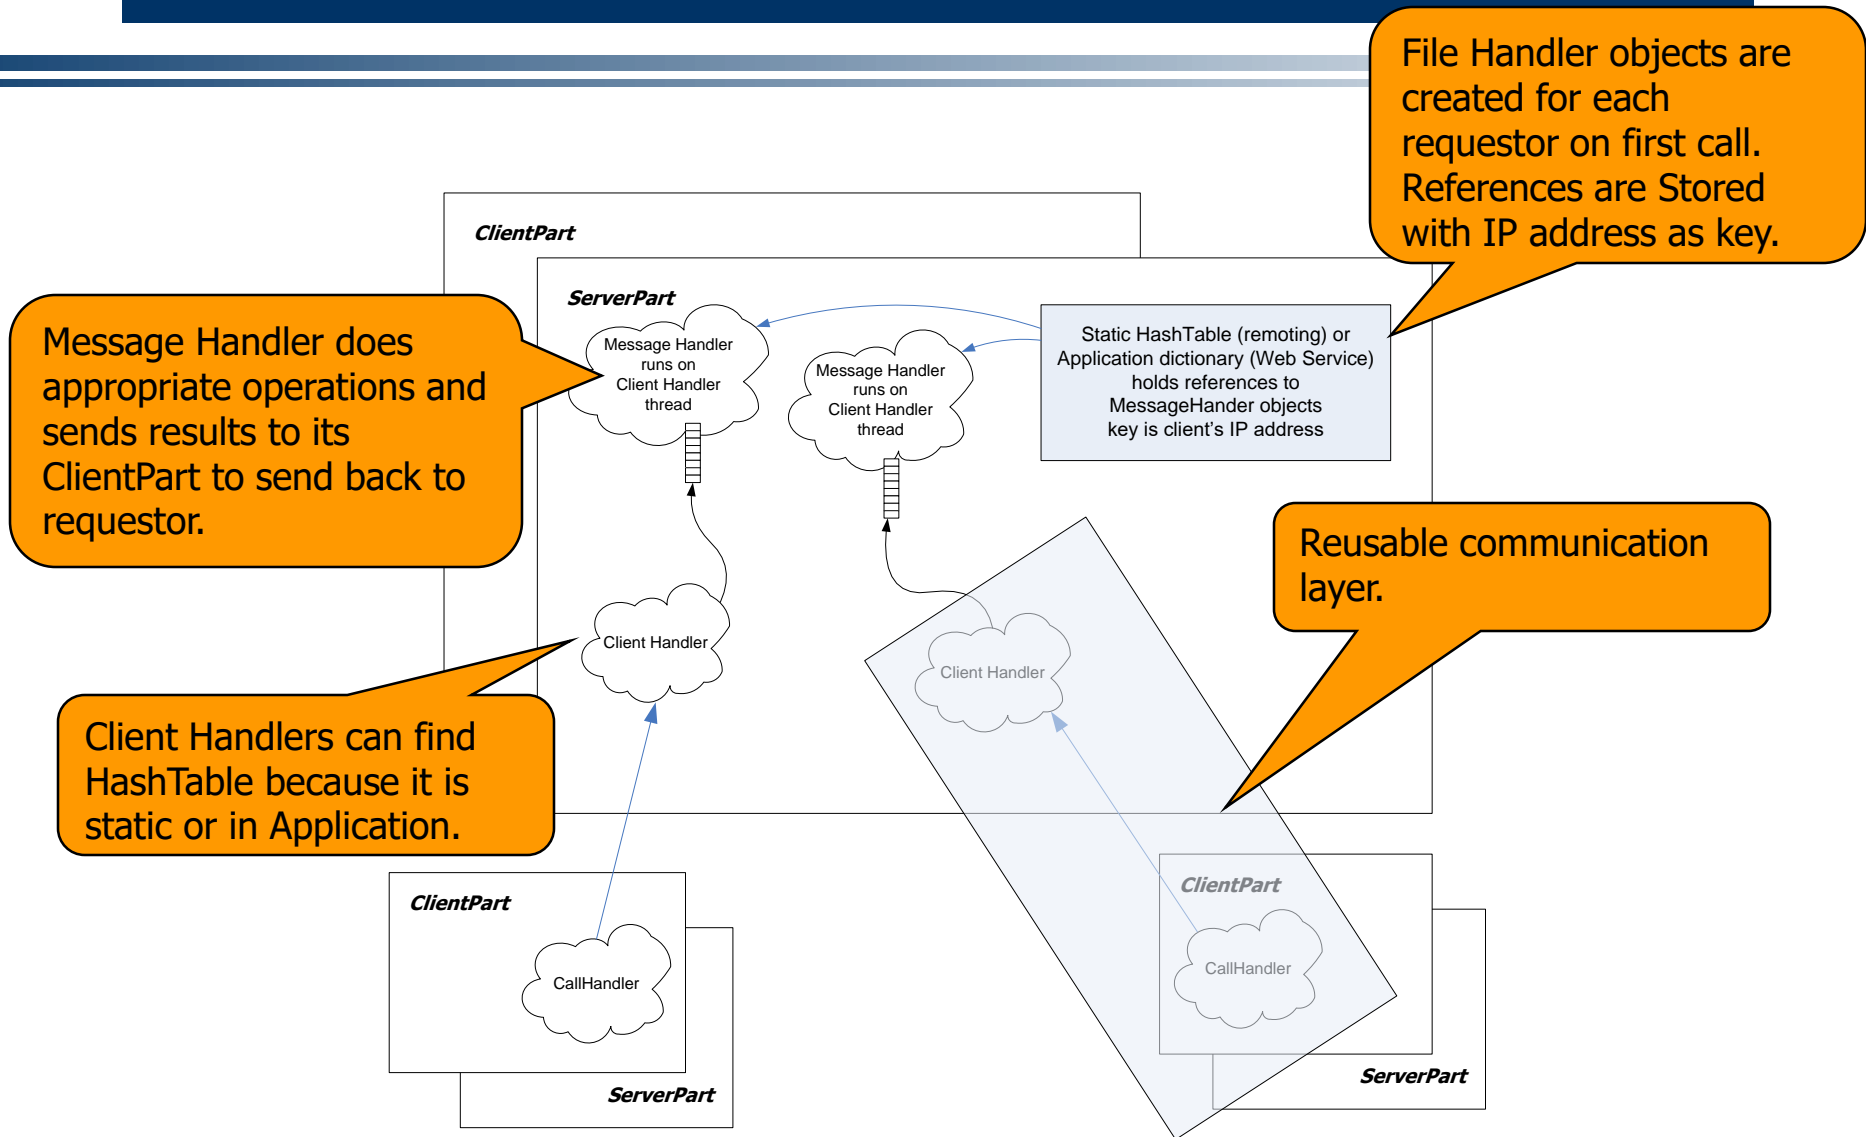 File Handler objects are
created for each
requestor on first call.
References are Stored
with IP address as key.
ClientPart
ServerPart
Message Handler does
appropriate operations and
sends results to its
ClientPart to send back to
requestor.
Message Handler
runs on
Client Handler
thread
Message Handler
runs on
Client Handler
thread
Static HashTable (remoting) or
Application dictionary (Web Service)
holds references to
MessageHander objects
key is client's IP address
Reusable communication
layer.
Client Handler
Client Handler
Client Handlers can find
HashTable because it is
static or in Application.
ClientPart
CallHandler
ServerPart
ClientPart
CallHandler
ServerPart